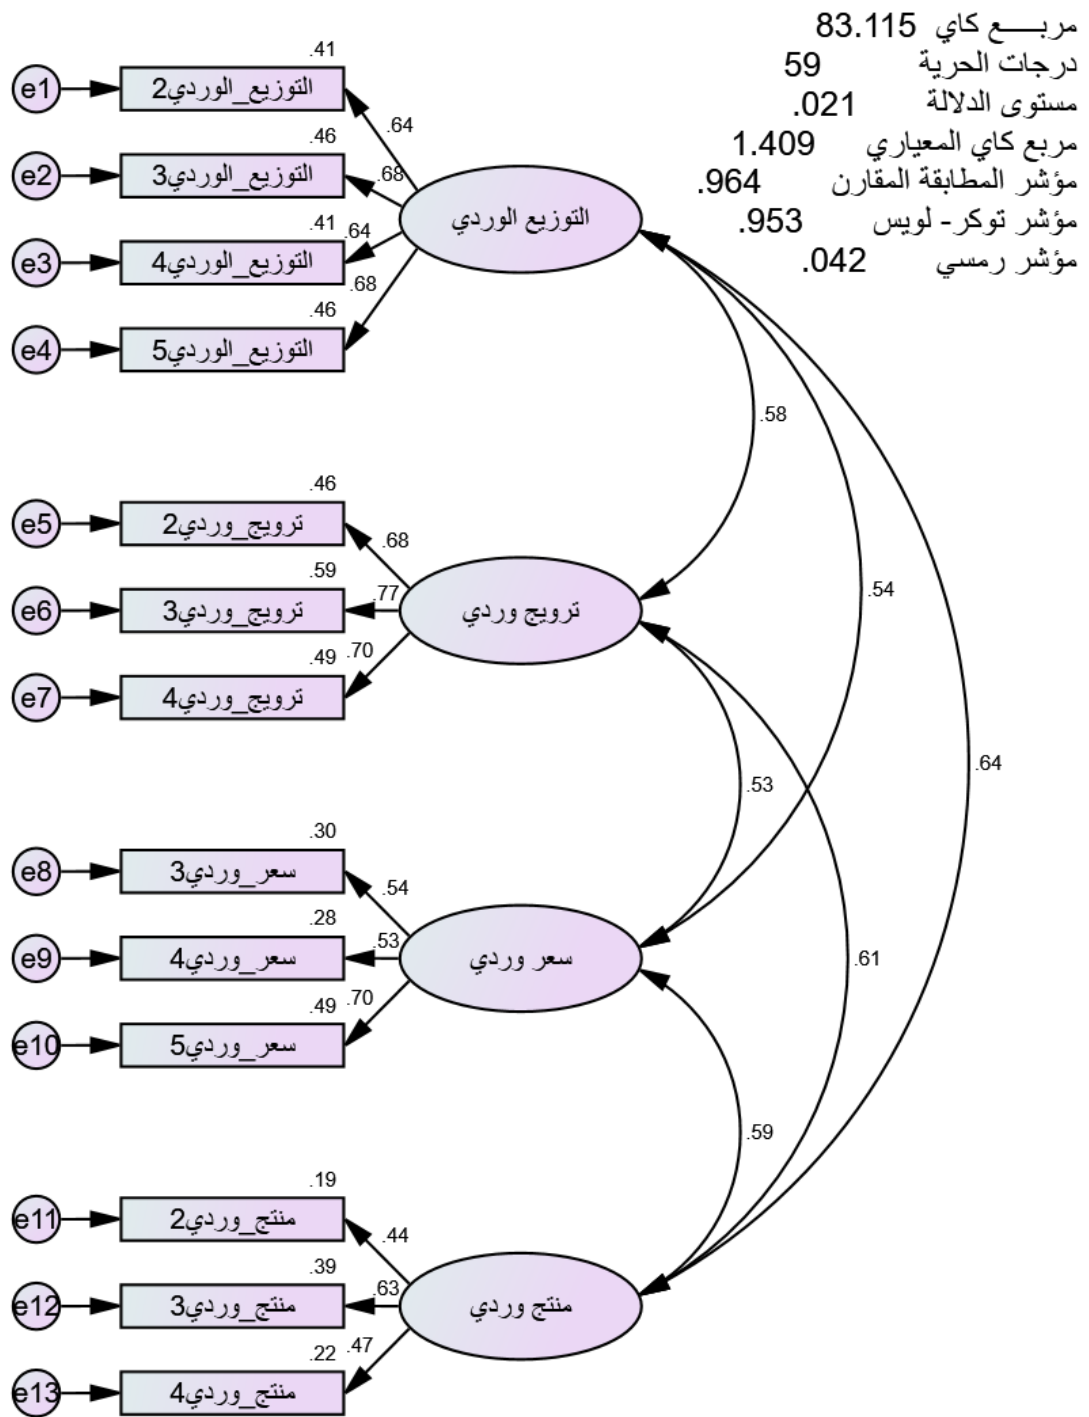 مربـــع كاي 83.115
درجات الحرية 59
مستوى الدلالة .021
مربع كاي المعياري 1.409
مؤشر المطابقة المقارن .964
مؤشر توكر- لويس .953
مؤشر رمسي .042
.41
e1
التوزيع_الوردي2
.64
.46
e2
التوزيع_الوردي3
.68
التوزيع الوردي
.41
.64
e3
التوزيع_الوردي4
.68
.46
e4
التوزيع_الوردي5
.58
.46
e5
ترويج_وردي2
.68
.59
.54
e6
ترويج_وردي3
.77
ترويج وردي
.49
.70
e7
ترويج_وردي4
.64
.53
.30
e8
سعر_وردي3
.54
.28
e9
سعر_وردي4
.53
سعر وردي
.61
.49
.70
e10
سعر_وردي5
.59
.19
e11
منتج_وردي2
.44
.39
e12
منتج_وردي3
.63
منتج وردي
.22
.47
e13
منتج_وردي4